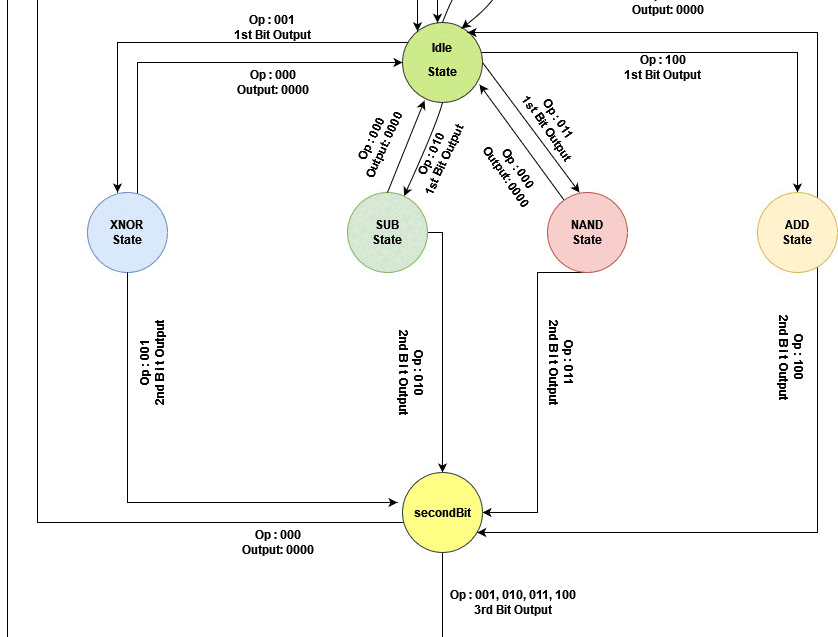 Output: 0000
Op : 001
1st Bit Output
Idle
State
Op : 100
1st Bit Output
Op : 000
Output: 0000
Op : 000
Output: 0000
Op : 010
1st Bit Output
Op : 011
1st Bit Output
Op : 000
Output: 0000
XNOR
State
SUB
State
NAND
State
ADD
State
Op : 001
2nd Bit Output
Op : 010
2nd Bit Output
Op : 011
2nd Bit Output
Op : 100
2nd Bit Output
secondBit
Op : 000
Output: 0000
Op : 001, 010, 011, 100
3rd Bit Output